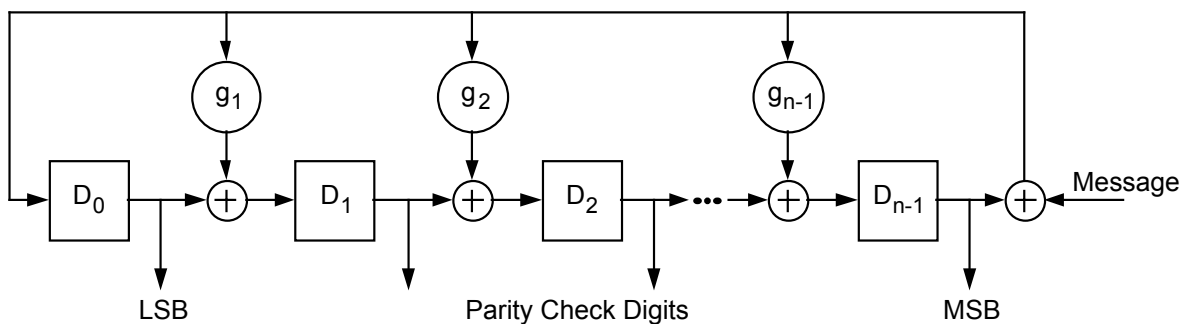 g1 g2 gn-1
D0 D1 D2 ••• Dn-1 Message
LSB Parity Check Digits MSB